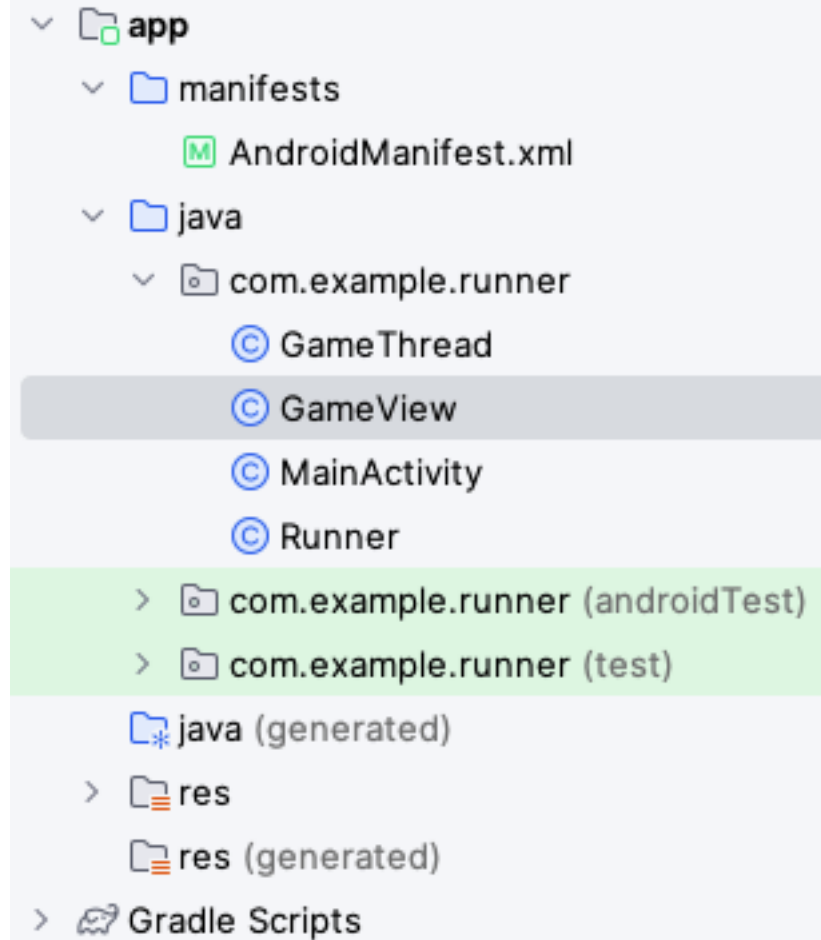 app
manifests
AndroidManifest.xml
java
com.example.runner
GameThread
GameView
MainActivity
Runner
com.example.runner (androidTest)
com.example.runner (test)
java (generated)
res
res (generated)
Gradle Scripts